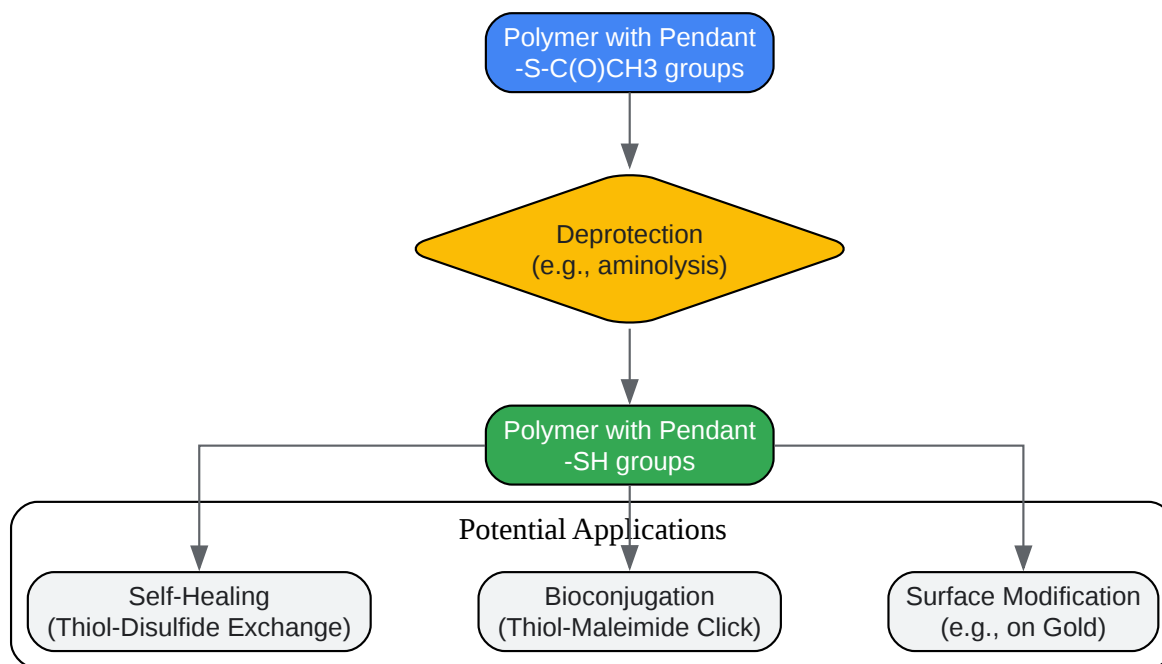 Polymer with Pendant
-S-C(O)CH3 groups
Deprotection
(e.g., aminolysis)
Polymer with Pendant
-SH groups
Potential Applications
Self-Healing
(Thiol-Disulfide Exchange)
Bioconjugation
(Thiol-Maleimide Click)
Surface Modification
(e.g., on Gold)